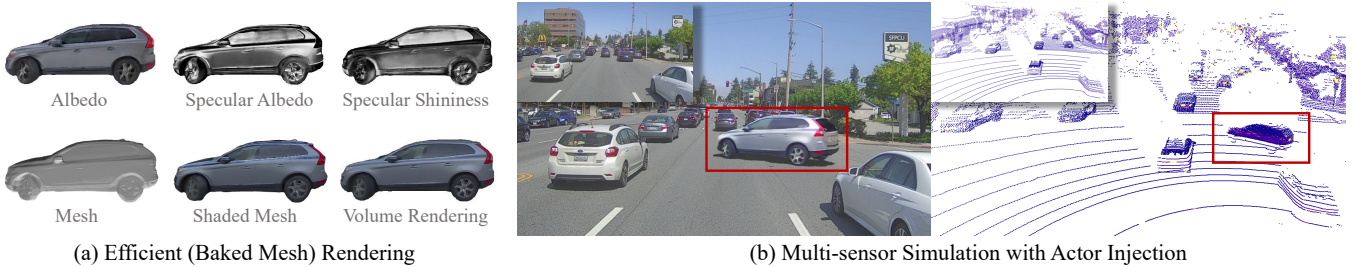 Albedo
Specular Albedo
Specular Shininess
Mesh
Shaded Mesh
Volume Rendering
SFPCU
(a) Efficient (Baked Mesh) Rendering
(b) Multi-sensor Simulation with Actor Injection